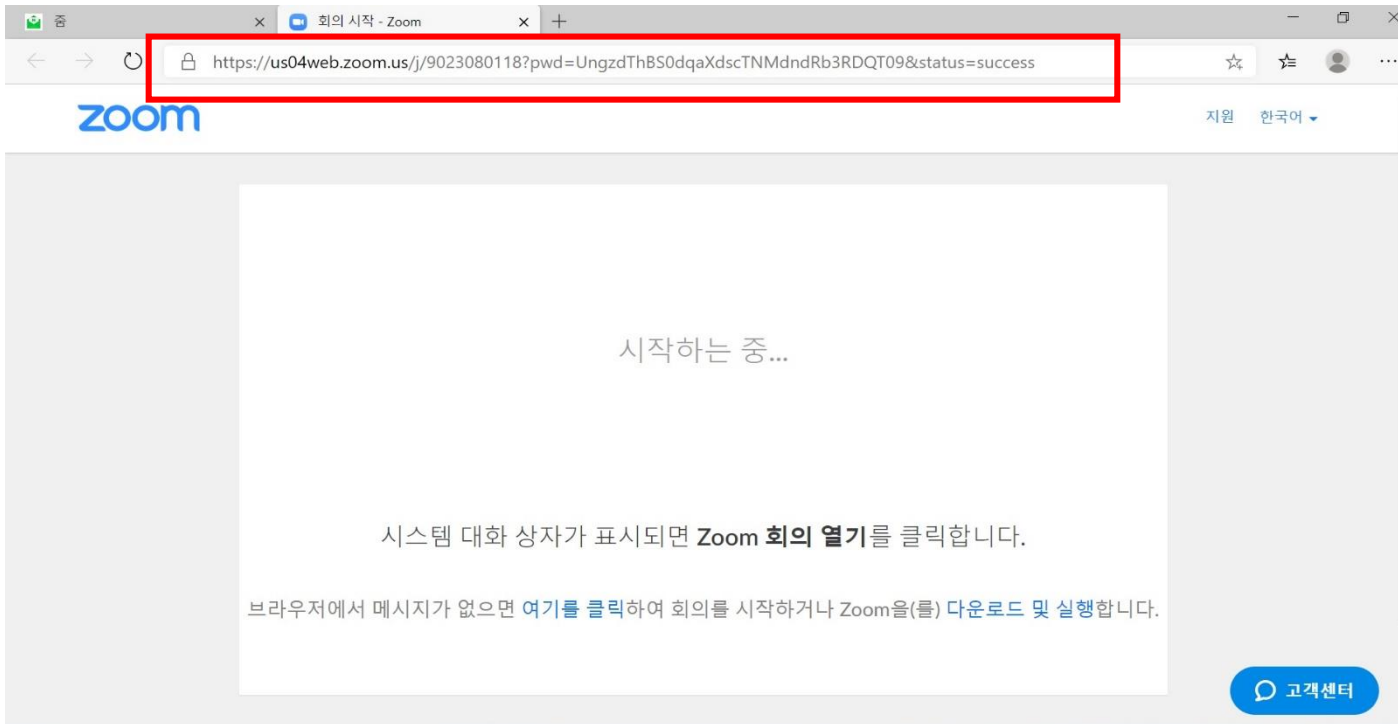 줌
회의 시작 - Zoom
https://us04web.zoom.us/j/9023080118?pwd=UngzdThBS0dqaXdscTNMdndRb3RDQT09&status=success
zoom
지원 한국어
시작하는 중...
시스템 대화 상자가 표시되면 Zoom 회의 열기를 클릭합니다.
브라우저에서 메시지가 없으면 여기를 클릭하여 회의를 시작하거나 Zoom을(를) 다운로드 및 실행합니다.
고객센터